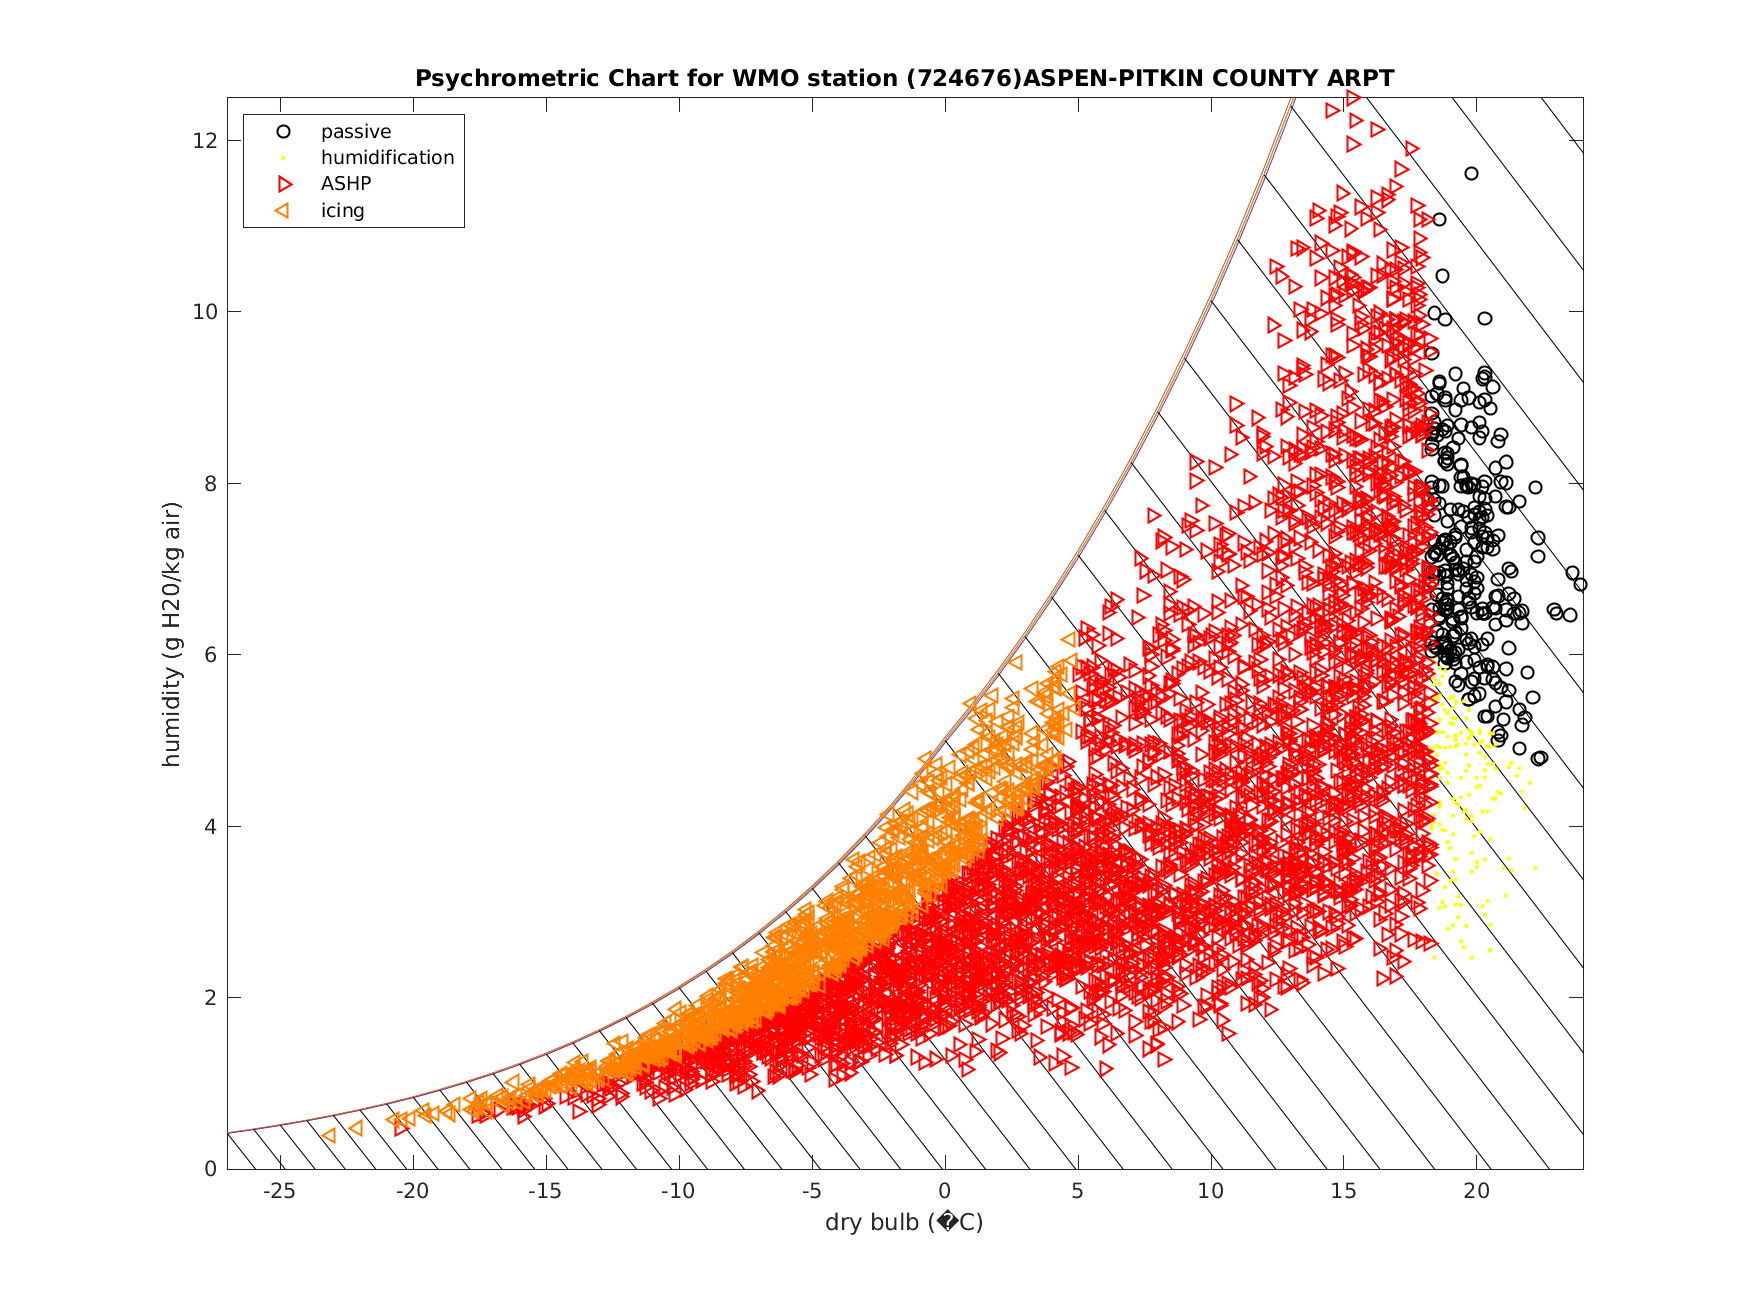 Psychrometric Chart for WMO station (724676)ASPEN-PITKIN COUNTY ARPT
passive
humidification
ASHP
icing
humidity (g H20/kg air)
12
10
8
6
4
2
0
-25 -20 -15 -10 -5 0 5 10 15 20
dry bulb (�C)